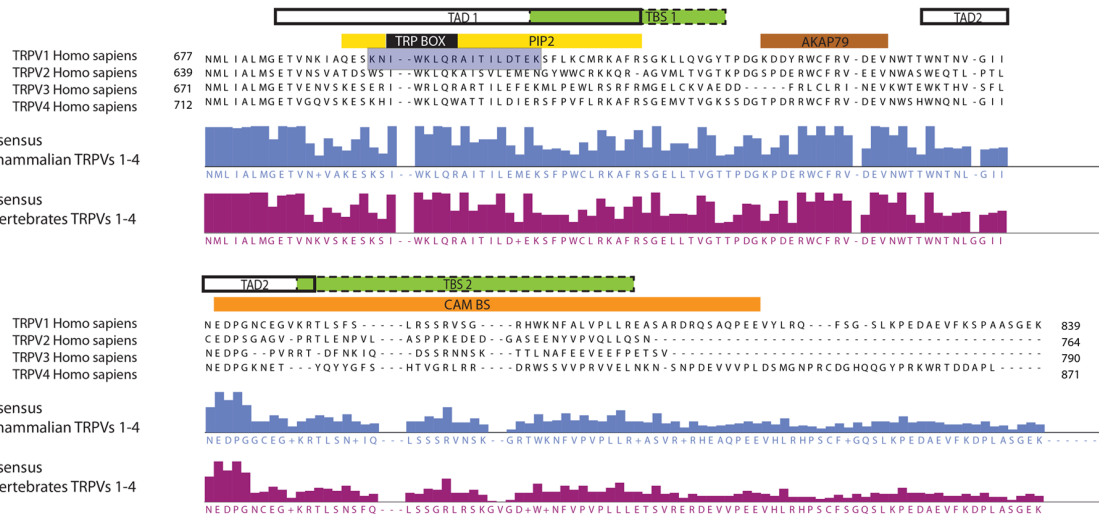 TAD 1 TBS 1 TAD2
TRP BOX PIP2 AKAP79
TRPV1 Homo sapiens 677 NMLIALMGETVNKIAQESKNI--WKLQRAITILDTEKSFLKCMRKAFRSGKLLQVGYTPDGKDDYRWCFRV-DEVNWTTWNTNV-GII
TRPV2 Homo sapiens 639 NMLIALMSETVNSVATDSWSI-WKLQKAISVLEMENGYWWCRKKQR-AGVMLTVGTKPDGSPDERWCFRV-EEVNWASWEQTL-PTL
TRPV3 Homo sapiens 671 NMLIALMGETVENVSKESERI--WRLQRARTILEFEKMLPEWLRSRFRMGELCKVAEDD-----FRLCLRI-NEVKWTEWKTHV-SFL
TRPV4 Homo sapiens 712 NMLIALMGETVGQVSKESKHI--WKLQWATTILDIERSFPVFLRKAFRSGEMVTVGKSSDGTPDRRWCFRVDEVNWSHWNQNL-GII
sensus
mammalian TRPVs 1-4
NMLIALMGETVN+VAKESKSI--WKLQRAITILEMEKSFPWCLRKAFRSGELLTVGTTPDGKPDERWCFRV-DEVNWTTWNTNL-GII
sensus
ertebrates TRPVs 1-4
NMLIALMGETVNKVSKESKSI--WKLQRAITILD+EKSFPWCLRKAFRSGELLTVGTTPDGKPDERWCFRV-DEVNWTTWNTNLGGII
TAD2 TBS 2
CAM BS
TRPV1 Homo sapiens NEDPGNCEGVKRTLSFS-----LRSSRVSG----RHWKNFALVPLLREASARDRQSAQPEEVYLRQ---FSG-SLKPEDAEVFKSPAASGEK 839
TRPV2 Homo sapiens CEDPSGAGV-PRTLENPVL----ASPPKEDED-GASEENYVPVQLLQSN---------------------------------------- 764
TRPV3 Homo sapiens NEDPG--PVRRT-DFNKIQ----DSSRNNSK--TTLNAFEEVEEFPETSV--------------------------------------- 790
TRPV4 Homo sapiens NEDPGKNET---YQYYGFS---HTVGRLRR---DRWSSVVPRVVELNKN-SNPDEVVVPLDSMGNPRCDGHQQGYPRKWRTDDAPL----- 871
sensus
mammalian TRPVs 1-4
NEDPGGCEG+KRTLSN+IQ---LSSSRVNSK--GRTWKNFVPVPLLR+ASVR+RHEAQPEEVHLRHPSCF+GQSLKPEDAEVFKDPLASGEK------
sensus
ertebrates TRPVs 1-4
NEDPGNCEG+KRTLSNSFQ---LSSGRLRSKGVGD+W+NFVPVPLLLETSVRERDEVVPEEVHLRHPSCFSGQSLKPEDAEVFKDPLASGEK